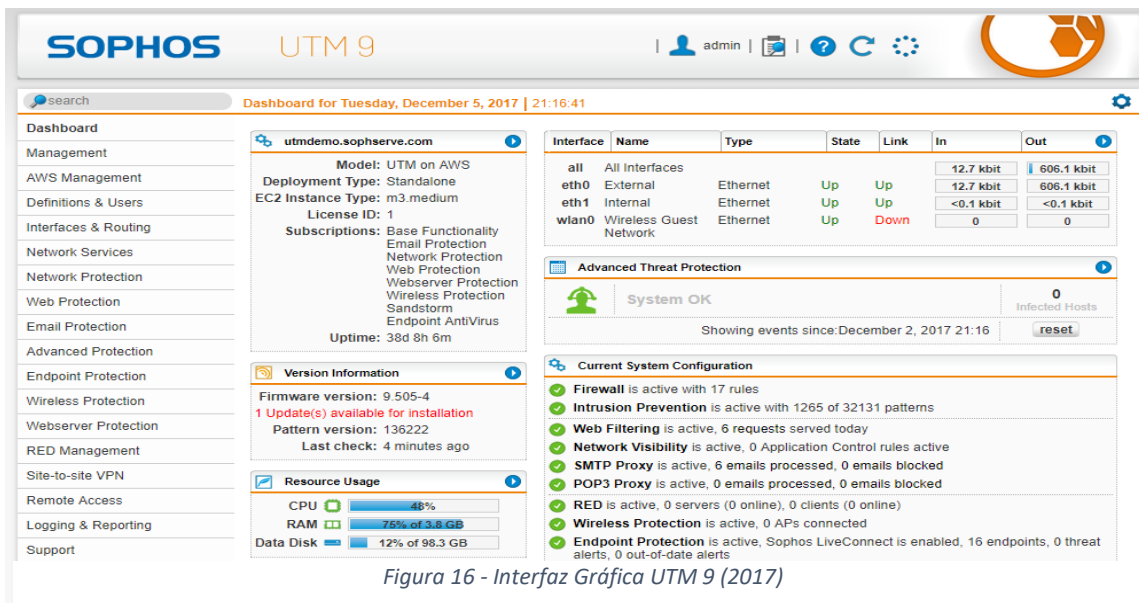 SOPHOS UTM 9
admin
search
Dashboard for Tuesday, December 5, 2017 | 21:16:41
Dashboard
Management
AWS Management
Definitions & Users
Interfaces & Routing
Network Services
Network Protection
Web Protection
Email Protection
Advanced Protection
Endpoint Protection
Wireless Protection
Webserver Protection
RED Management
Site-to-site VPN
Remote Access
Logging & Reporting
Support
utmdemo.sophserve.com
Model: UTM on AWS
Deployment Type: Standalone
EC2 Instance Type: m3.medium
License ID: 1
Subscriptions: Base Functionality
Email Protection
Network Protection
Web Protection
Webserver Protection
Wireless Protection
Sandstorm
Endpoint AntiVirus
Uptime: 38d 8h 6m
Version Information
Firmware version: 9.505-4
1 Update(s) available for installation
Pattern version: 136222
Last check: 4 minutes ago
Resource Usage
CPU 48%
RAM 75% of 3.8 GB
Data Disk 12% of 98.3 GB
Interface Name Type State Link In Out
all All Interfaces 12.7 kbit 606.1 kbit
eth0 External Ethernet Up Up 12.7 kbit 606.1 kbit
eth1 Internal Ethernet Up Up <0.1 kbit <0.1 kbit
wlan0 Wireless Guest Ethernet Up Down 0 0
Network
Advanced Threat Protection
System OK
0
Infected Hosts
Showing events since:December 2, 2017 21:16 reset
Current System Configuration
Firewall is active with 17 rules
Intrusion Prevention is active with 1265 of 32131 patterns
Web Filtering is active, 6 requests served today
Network Visibility is active, 0 Application Control rules active
SMTP Proxy is active, 6 emails processed, 0 emails blocked
POP3 Proxy is active, 0 emails processed, 0 emails blocked
RED is active, 0 servers (0 online), 0 clients (0 online)
Wireless Protection is active, 0 APs connected
Endpoint Protection is active, Sophos LiveConnect is enabled, 16 endpoints, 0 threat
alerts, 0 out-of-date alerts
Figura 16 - Interfaz Gráfica UTM 9 (2017)